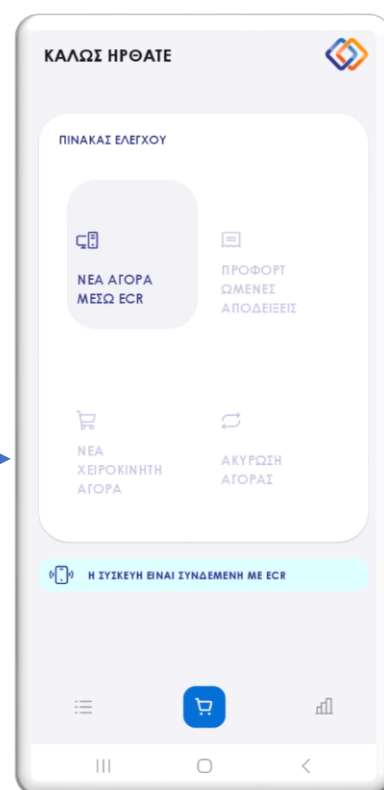 ΚΑΛΩΣ ΗΡΘΑΤΕ
ΠΙΝΑΚΑΣ ΕΛΕΓΧΟΥ
ΝΕΑ ΑΓΟΡΑ
ΜΕΣΩ ECR
ΠΡΟΦΟΡΤ
ΩΜΕΝΕΣ
ΑΠΟΔΕΙΞΕΙΣ
ΝΕΑ
ΧΕΙΡΟΚΙΝΗΤΗ
ΑΓΟΡΑ
ΑΚΥΡΩΣΗ
ΑΓΟΡΑΣ
Η ΣΥΣΚΕΥΗ ΕΙΝΑΙ ΣΥΝΔΕΜΕΝΗ ΜΕ ECR